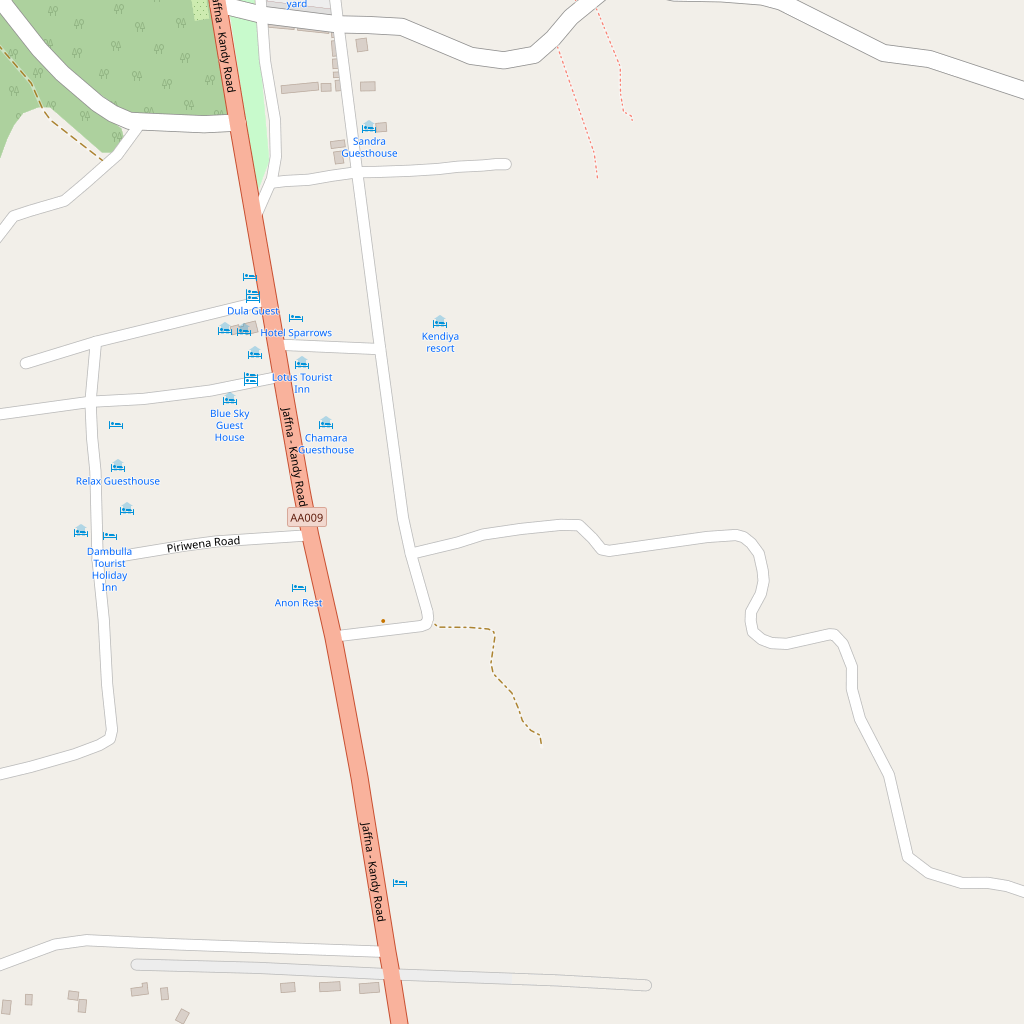 yard
Jaffna - Kandy Road
Sandra
Guesthouse
Dula Guest
Hotel Sparrows
Kendiya
resort
Lotus Tourist
Inn
Blue Sky
Guest
House
Jaffna - Kandy Road
Chamara
Guesthouse
Relax Guesthouse
AA009
Piriwena Road
Dambulla
Tourist
Holiday
Inn
Anon Rest
Jaffna - Kandy Road